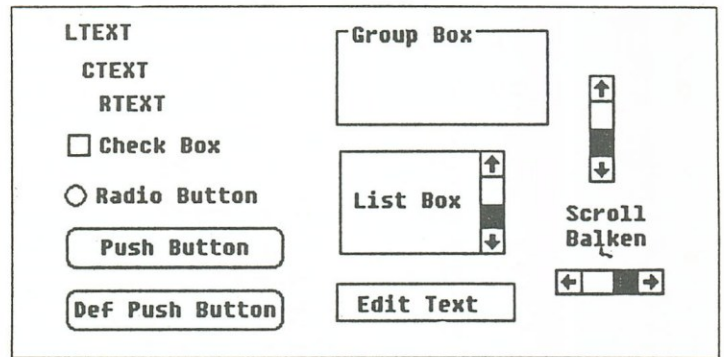 LTEXT
CTEXT
RTEXT
Check Box
Radio Button
Push Button
Def Push Button
Group Box
List Box
Edit Text
Scroll
Balken